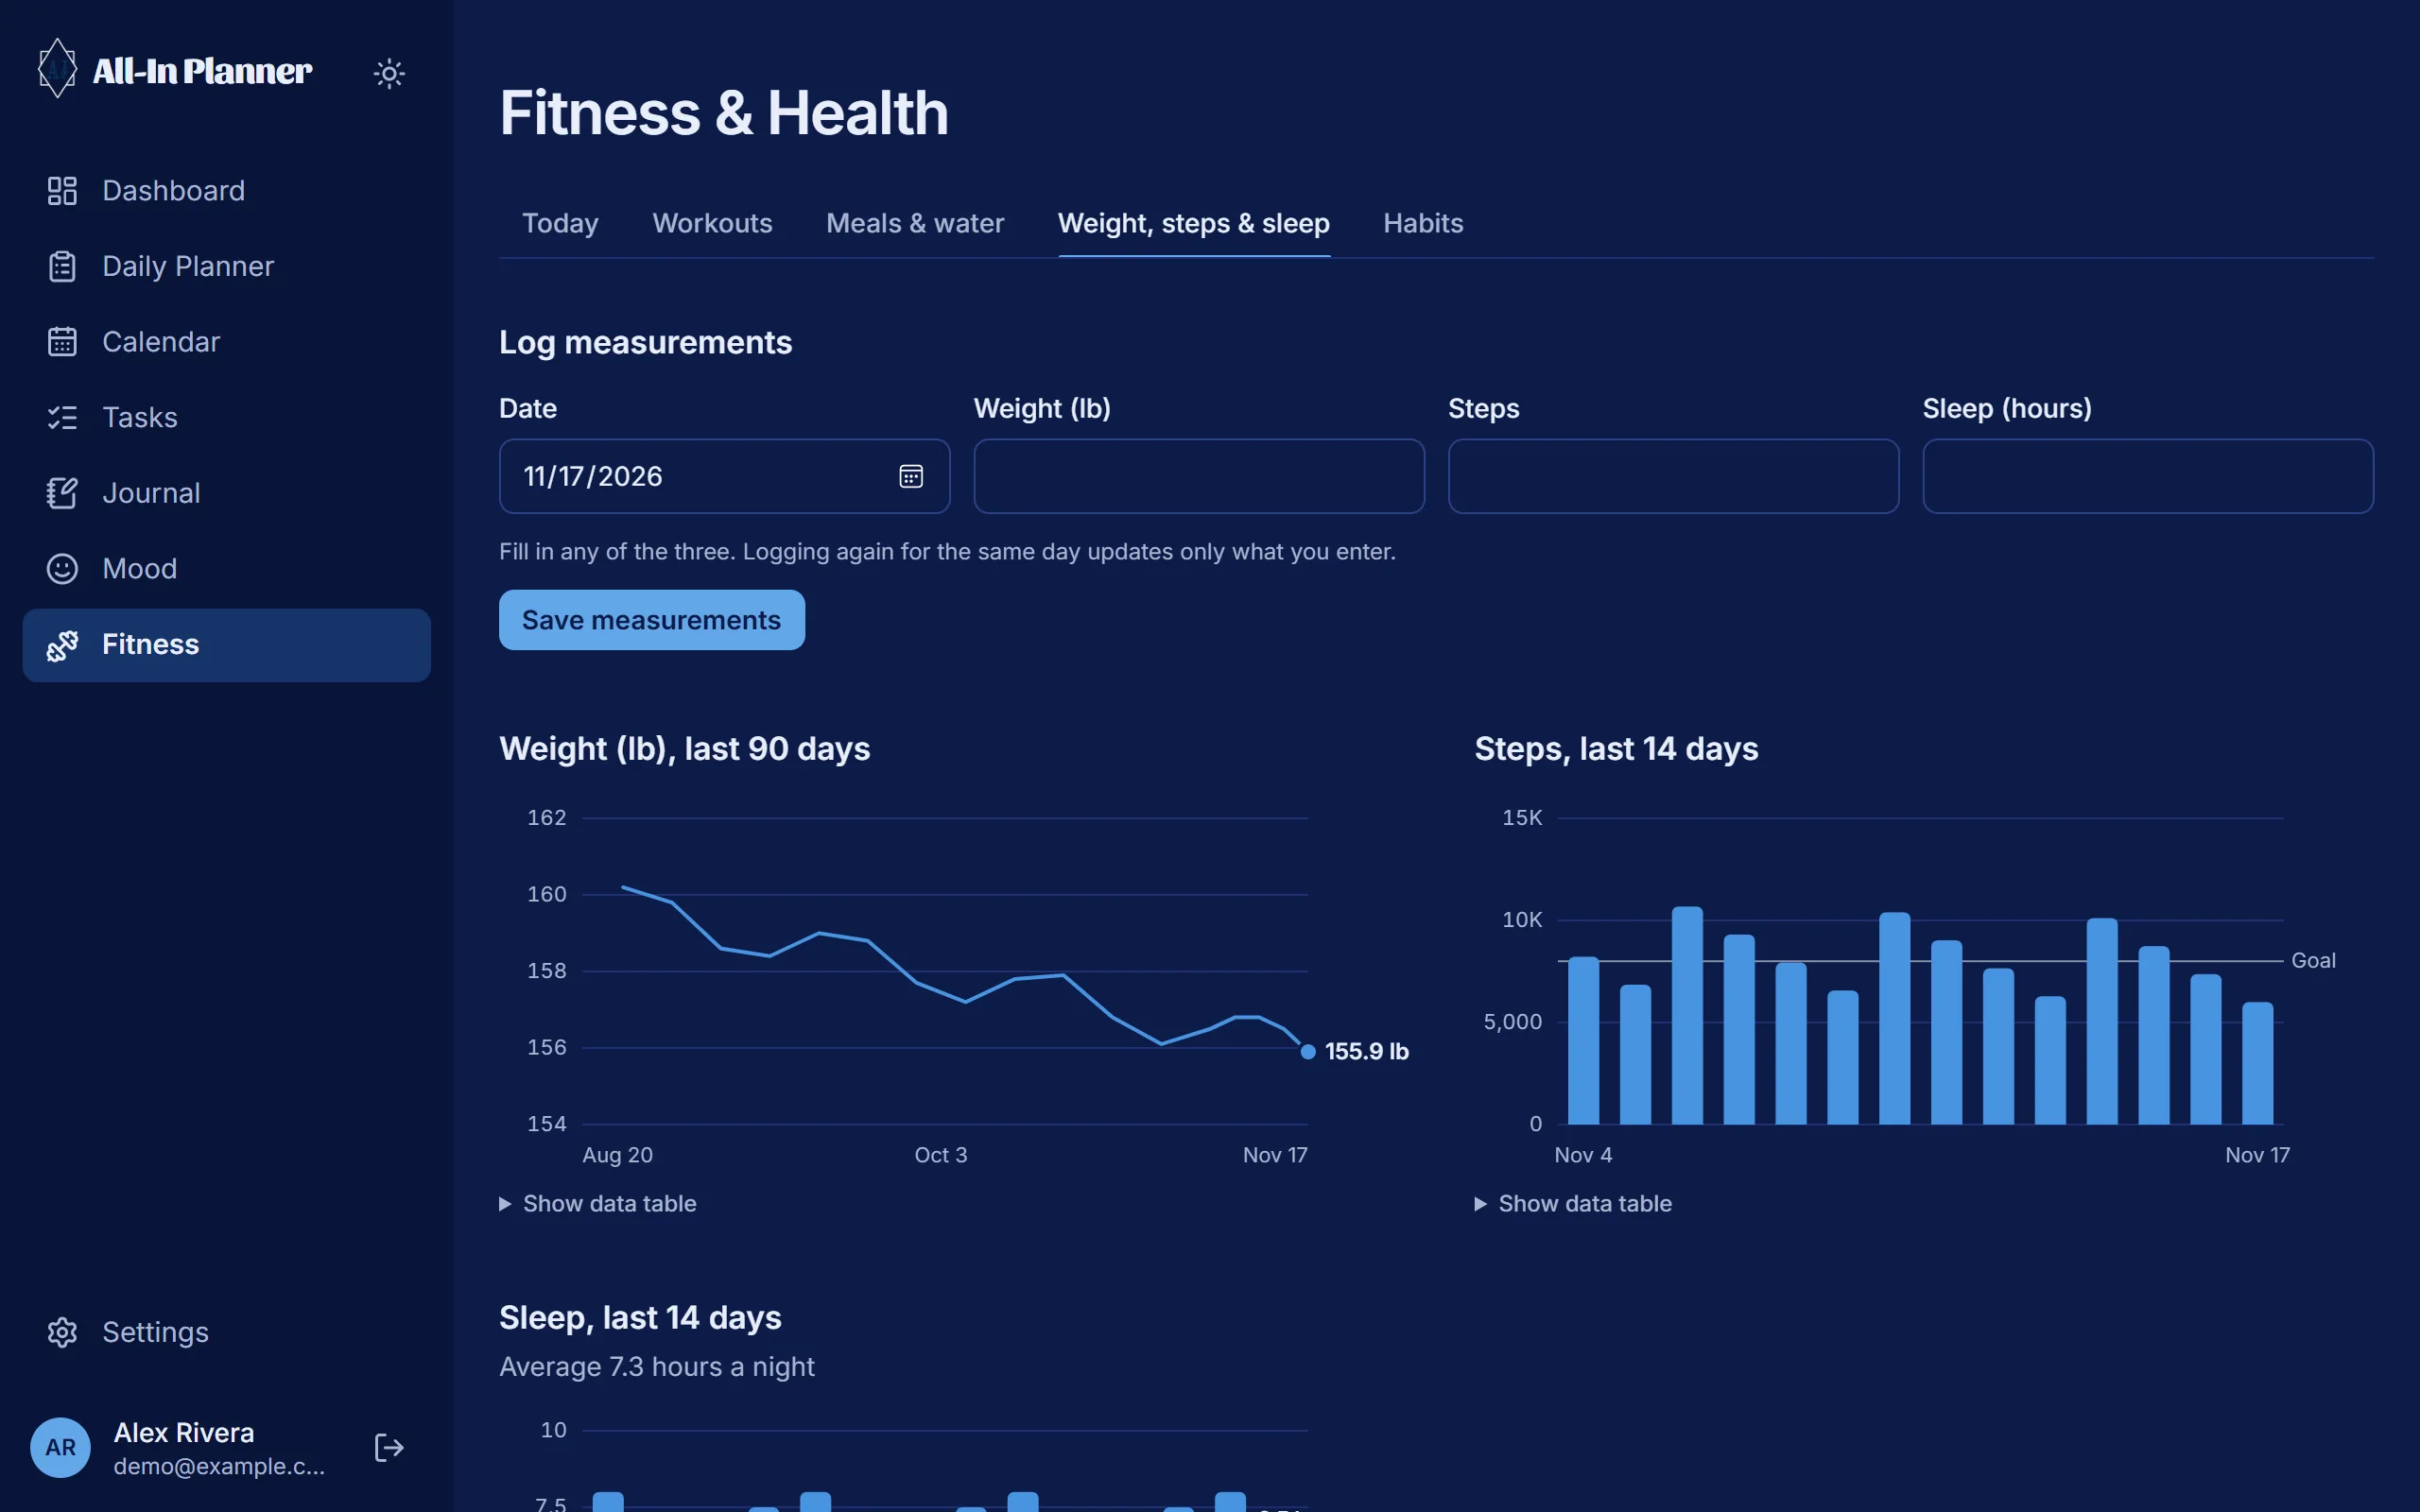 All-In Planner
Dashboard
Daily Planner
Calendar
Tasks
Journal
Mood
Fitness
Settings
AR
Alex Rivera
demo@example.c...
Fitness & Health
Today
Workouts
Meals & water
Weight, steps & sleep
Habits
Log measurements
Date
Weight (lb)
Steps
Sleep (hours)
11/17/2026
Fill in any of the three. Logging again for the same day updates only what you enter.
Save measurements
Weight (lb), last 90 days
162
160
158
156
154
155.9 lb
Aug 20
Oct 3
Nov 17
Show data table
Steps, last 14 days
15K
10K
5,000
0
Goal
Nov 4
Nov 17
Show data table
Sleep, last 14 days
Average 7.3 hours a night
10
7.5